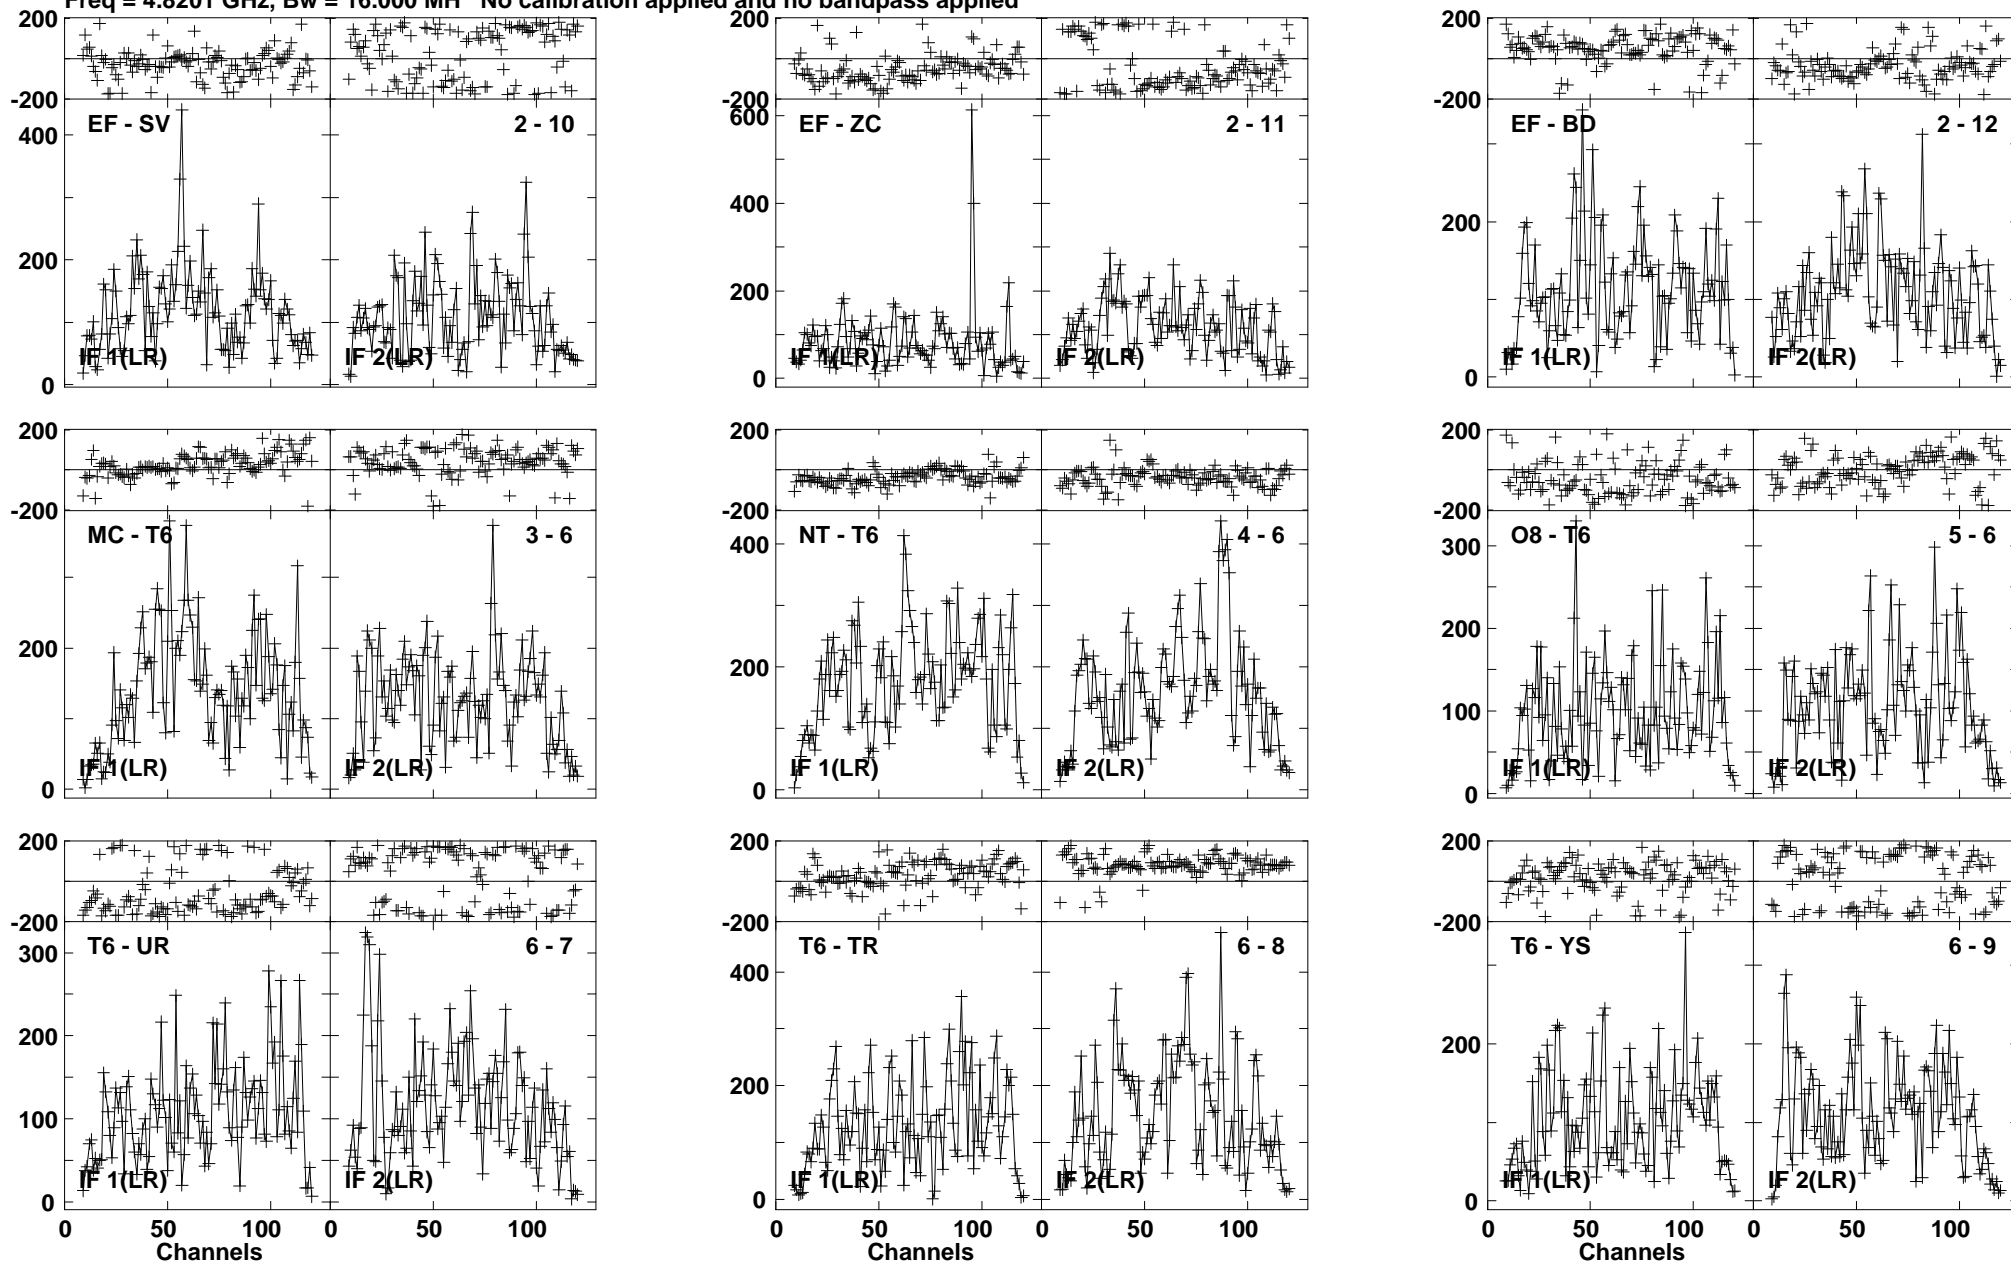 Freq = 4.8201 GHz, Bw = 16.000 MH No calibration applied and no bandpass applied
200
-200
EF - SV
2 - 10
400
200
0
IF 1(LR)
IF 2(LR)
200
-200
EF - ZC
2 - 11
600
400
200
0
IF 1(LR)
IF 2(LR)
200
-200
EF - BD
2 - 12
200
0
IF 1(LR)
IF 2(LR)
200
-200
MC - T6
3 - 6
200
0
IF 1(LR)
IF 2(LR)
200
-200
NT - T6
4 - 6
400
200
0
IF 1(LR)
IF 2(LR)
200
-200
O8 - T6
5 - 6
300
200
100
0
IF 1(LR)
IF 2(LR)
200
-200
T6 - UR
6 - 7
300
200
100
0
IF 1(LR)
IF 2(LR)
0 50 100 0 50 100
Channels
200
-200
T6 - TR
6 - 8
400
200
0
IF 1(LR)
IF 2(LR)
0 50 100 0 50 100
Channels
200
-200
T6 - YS
6 - 9
200
0
IF 1(LR)
IF 2(LR)
0 50 100 0 50 100
Channels